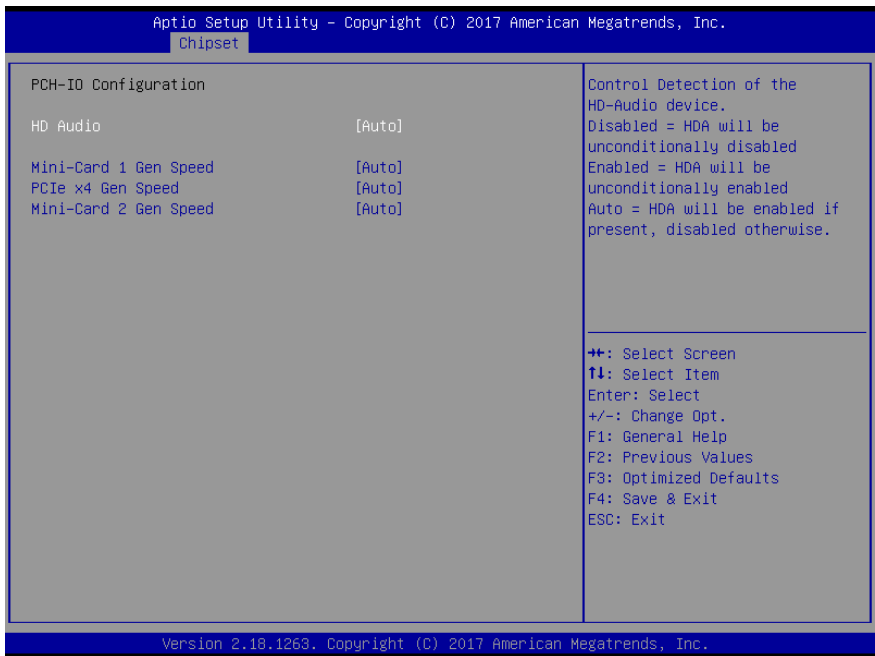 Aptio Setup Utility – Copyright (C) 2017 American Megatrends, Inc.
Chipset
PCH-IO Configuration
HD Audio [Auto]
Mini-Card 1 Gen Speed [Auto]
PCIe x4 Gen Speed [Auto]
Mini-Card 2 Gen Speed [Auto]
Control Detection of the
HD-Audio device.
Disabled = HDA will be
unconditionally disabled
Enabled = HDA will be
unconditionally enabled
Auto = HDA will be enabled if
present, disabled otherwise.
→←: Select Screen
↑↓: Select Item
Enter: Select
+/-: Change Opt.
F1: General Help
F2: Previous Values
F3: Optimized Defaults
F4: Save & Exit
ESC: Exit
Version 2.18.1263. Copyright (C) 2017 American Megatrends, Inc.